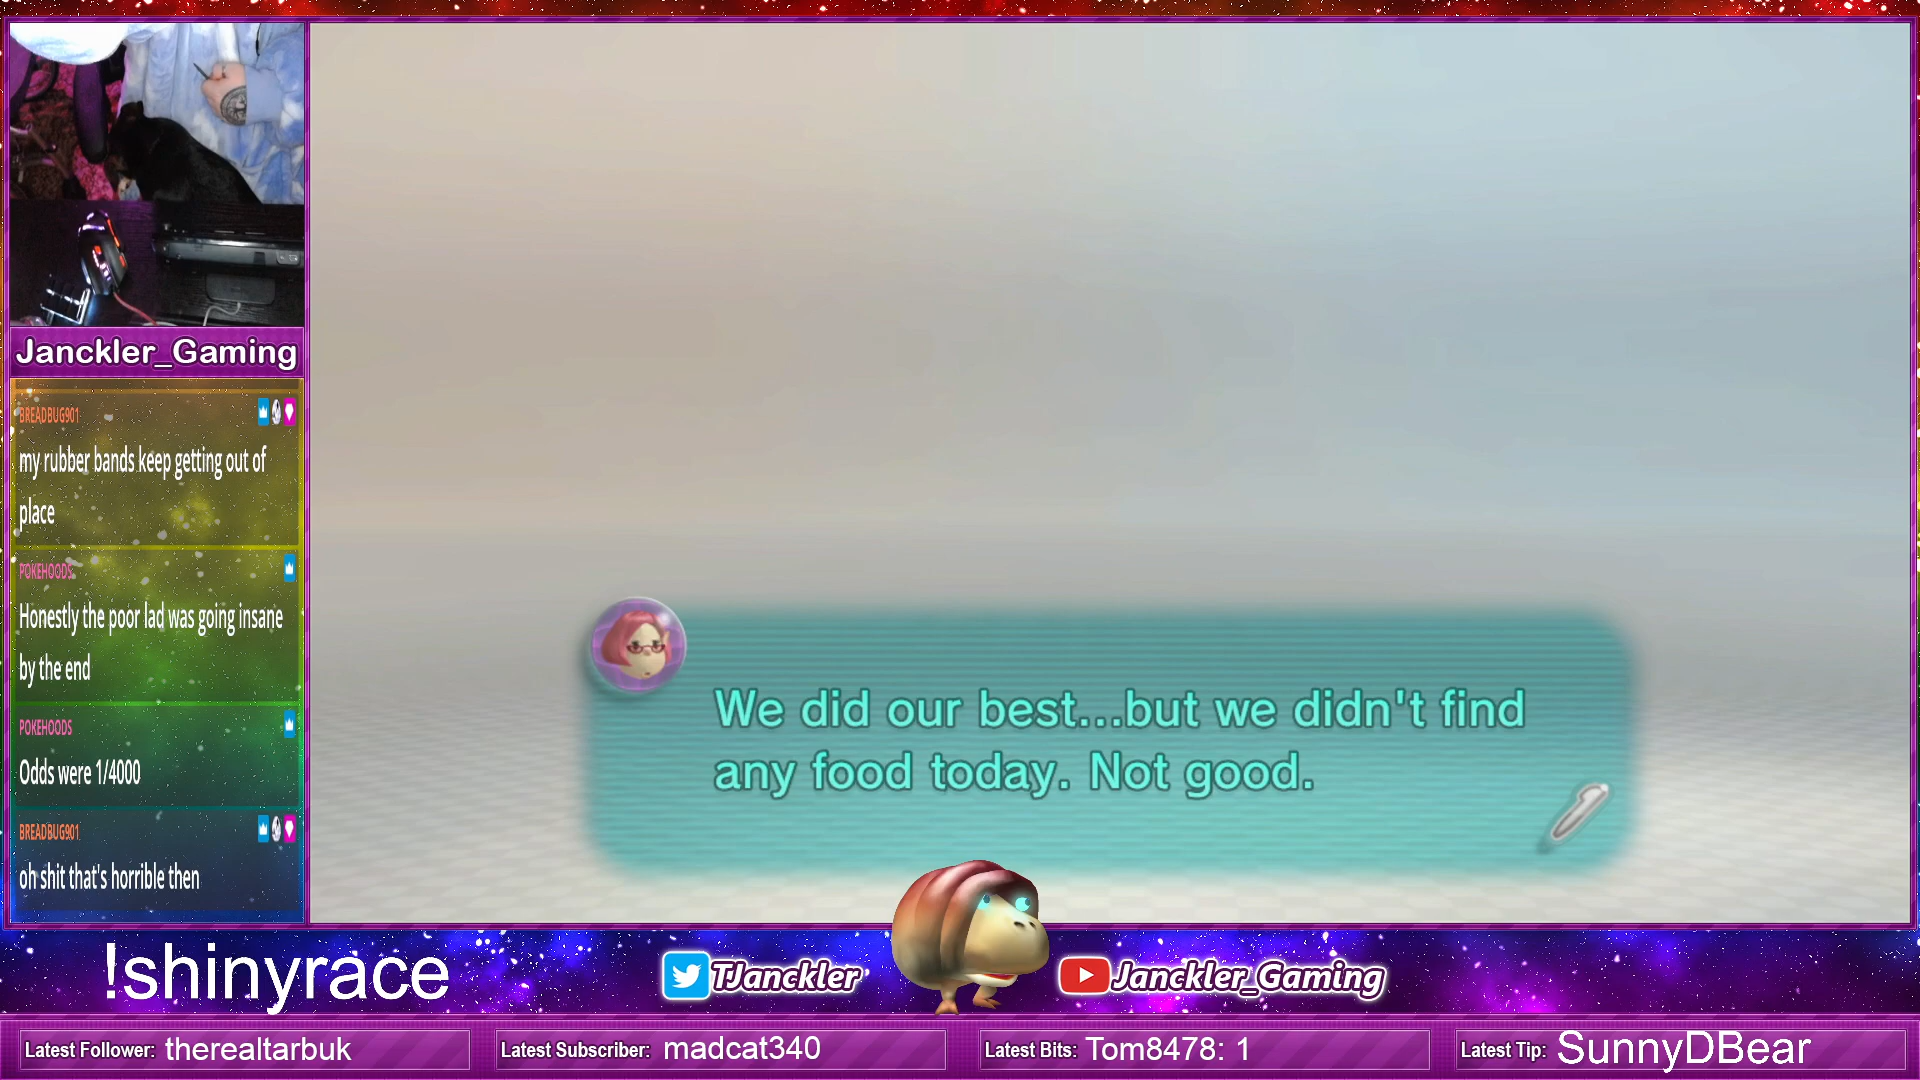 Janckler_Gaming
BREADBUG901
my rubber bands keep getting out of
place
POKEHOODS
Honestly the poor lad was going insane
by the end
POKEHOODS
Odds were 1/4000
BREADBUG901
oh shit that's horrible then
We did our best...but we didn't find
any food today. Not good.
!shinyrace
TJanckler
Janckler_Gaming
Latest Follower: therealtarbuk
Latest Subscriber: madcat340
Latest Bits: Tom8478: 1
Latest Tip: SunnyDBear